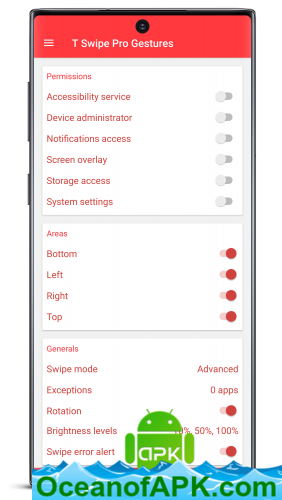 T Swipe Pro Gestures
Permissions
Accessibility service
Device administrator
Notifications access
Screen overlay
Storage access
System settings
Areas
Bottom
Left
Right
Top
Generals
Swipe mode Advanced
Exceptions 0 apps
Rotation
Brightness levels 10%, 50%, 100%
Swipe error alert
APK
OceanofAPK.com